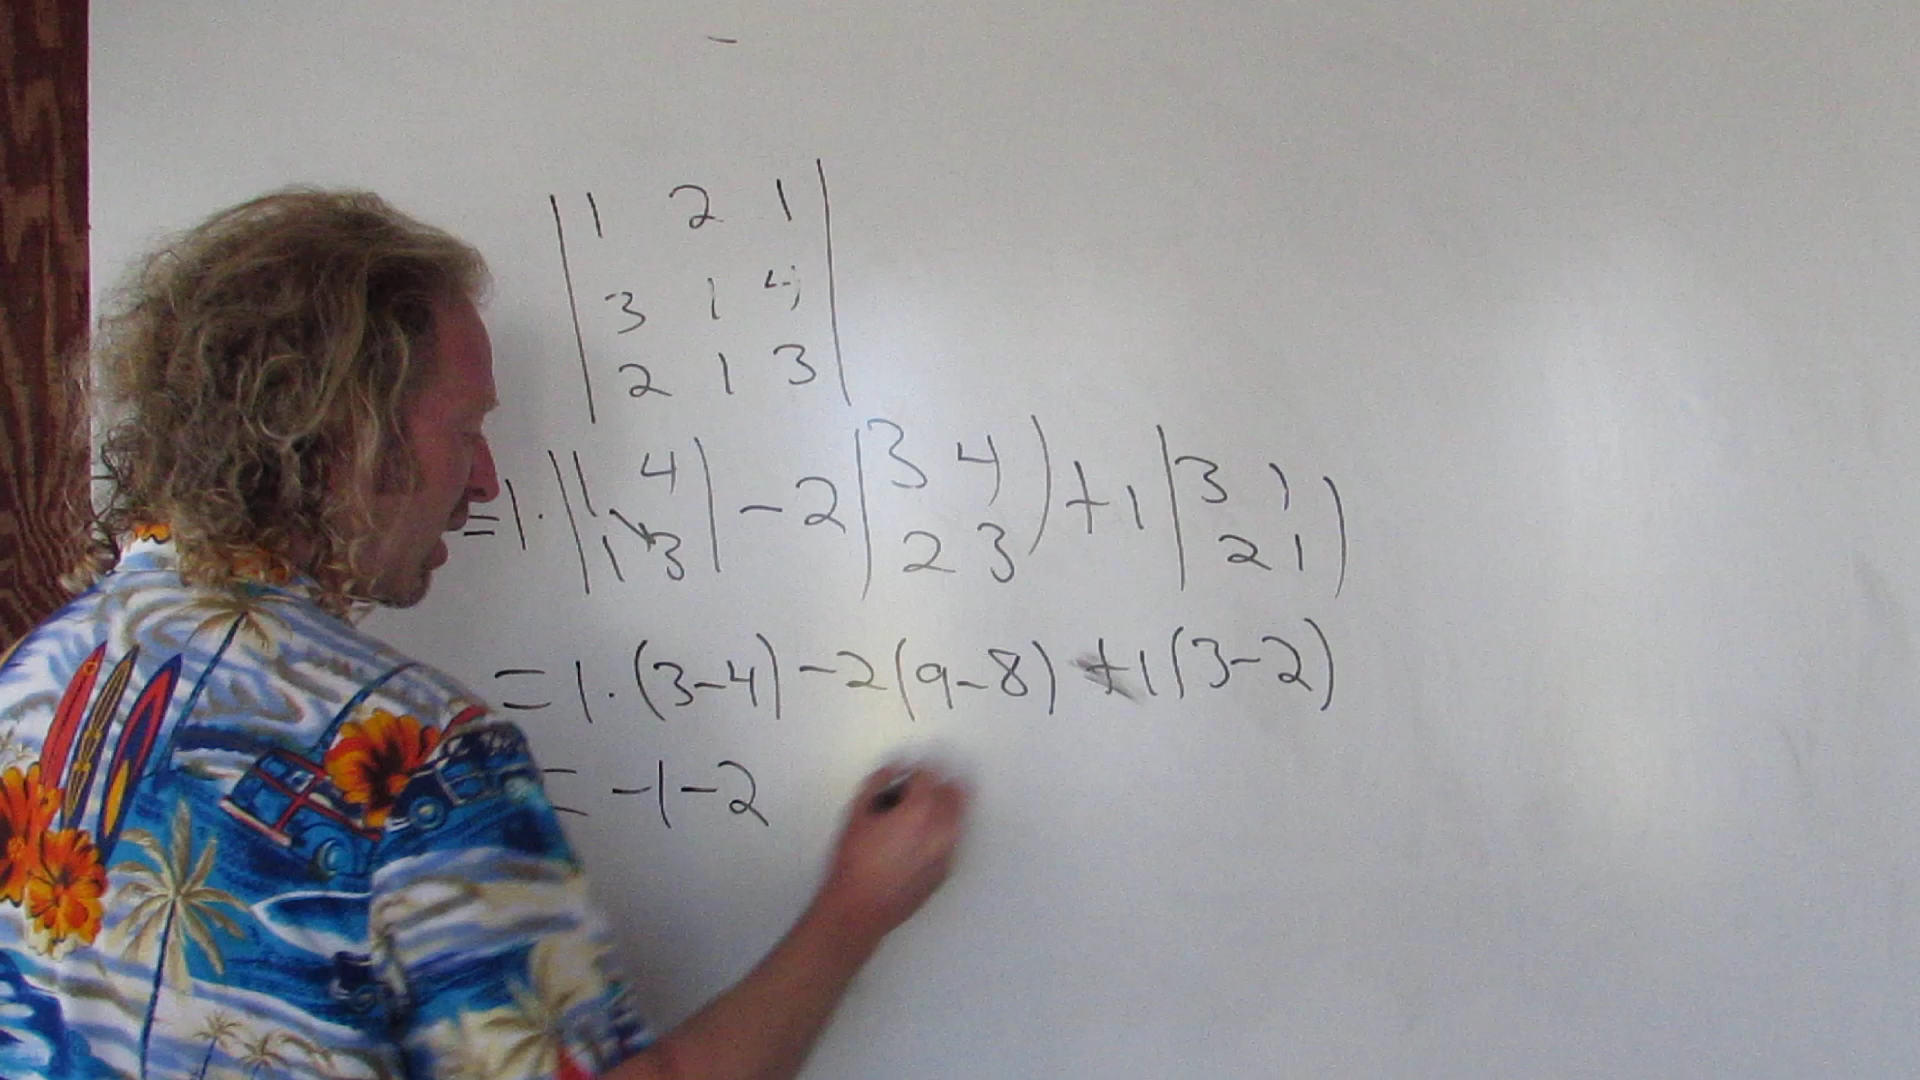 | 1 2 1 |
| 3 1 4 |
| 2 1 3 |
=1·|1 4| -2|3 4| +1|3 1|
|1 3| |2 3| |2 1|
=1·(3-4)-2(9-8)+1(3-2)
= -1-2